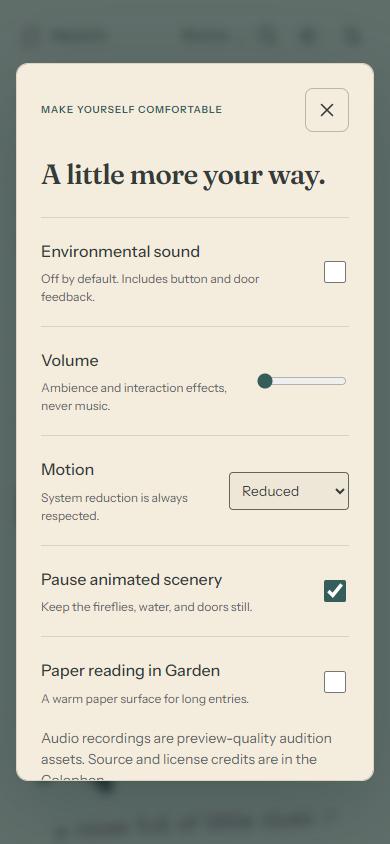 MAKE YOURSELF COMFORTABLE
A little more your way.
Environmental sound
Off by default. Includes button and door
feedback.
Volume
Ambience and interaction effects,
never music.
Motion
System reduction is always
respected.
Reduced
Pause animated scenery
Keep the fireflies, water, and doors still.
Paper reading in Garden
A warm paper surface for long entries.
Audio recordings are preview-quality audition
assets. Source and license credits are in the
Colophon.